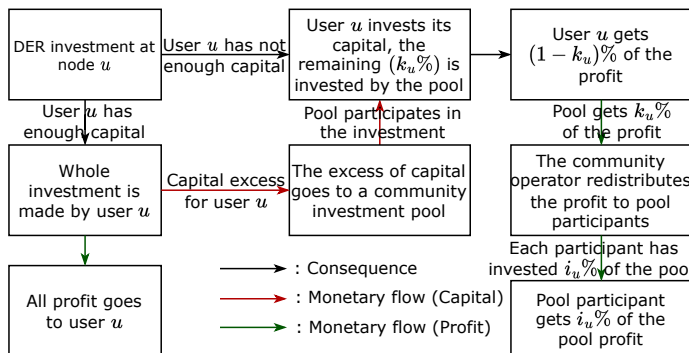 DER investment at
node u
User u has not
enough capital
User u invests its
capital, the
remaining (k_u%) is
invested by the pool
User u gets
(1 − k_u)% of the
profit
User u has
enough capital
Pool participates in
the investment
Pool gets k_u%
of the profit
Whole
investment is
made by user u
Capital excess
for user u
The excess of capital
goes to a community
investment pool
The community
operator redistributes
the profit to pool
participants
Each participant has
invested i_u% of the pool
All profit goes
to user u
: Consequence
: Monetary flow (Capital)
: Monetary flow (Profit)
Pool participant
gets i_u% of the
pool profit